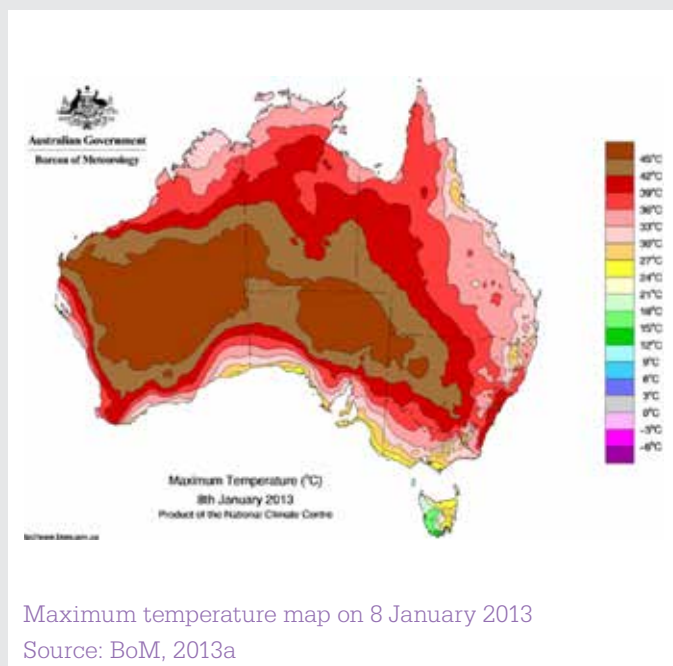 Australian Government
Bureau of Meteorology
45°C
42°C
39°C
36°C
33°C
30°C
27°C
24°C
21°C
18°C
15°C
12°C
9°C
6°C
3°C
0°C
-3°C
-6°C
Maximum Temperature (°C)
8th January 2013
Product of the National Climate Centre
Maximum temperature map on 8 January 2013
Source: BoM, 2013a